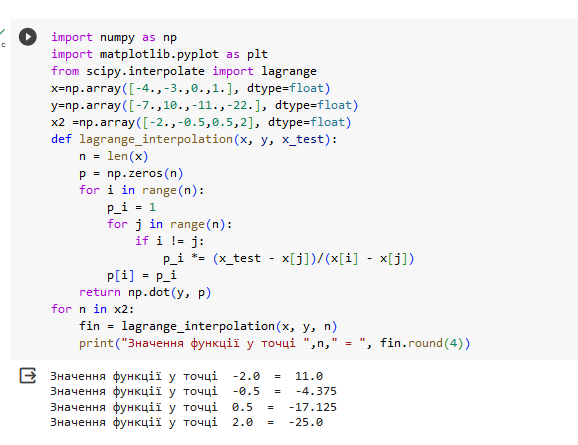 c
import numpy as np
import matplotlib.pyplot as plt
from scipy.interpolate import lagrange
x=np.array([-4.,-3.,0.,1.], dtype=float)
y=np.array([-7.,10.,-11.,-22.], dtype=float)
x2 =np.array([-2.,-0.5,0.5,2], dtype=float)
def lagrange_interpolation(x, y, x_test):
    n = len(x)
    p = np.zeros(n)
    for i in range(n):
        p_i = 1
        for j in range(n):
            if i != j:
                p_i *= (x_test - x[j])/(x[i] - x[j])
        p[i] = p_i
    return np.dot(y, p)
for n in x2:
    fin = lagrange_interpolation(x, y, n)
    print("Значення функції у точці ",n," = ", fin.round(4))
Значення функції у точці  -2.0  =  11.0
Значення функції у точці  -0.5  =  -4.375
Значення функції у точці  0.5  =  -17.125
Значення функції у точці  2.0  =  -25.0